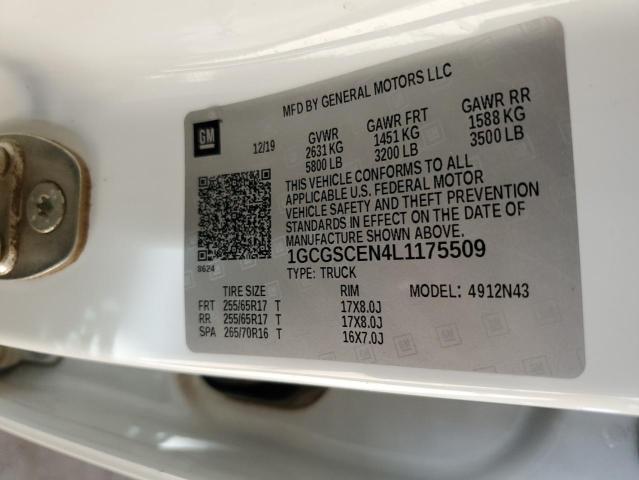 MFD BY GENERAL MOTORS LLC
GM
12/19
GVWR
2631 KG
5800 LB
GAWR FRT
1451 KG
3200 LB
GAWR RR
1588 KG
3500 LB
THIS VEHICLE CONFORMS TO ALL
APPLICABLE U.S. FEDERAL MOTOR
VEHICLE SAFETY AND THEFT PREVENTION
STANDARDS IN EFFECT ON THE DATE OF
MANUFACTURE SHOWN ABOVE.
8624
1GCGSCEN4L1175509
TYPE: TRUCK
MODEL: 4912N43
TIRE SIZE RIM
FRT 255/65R17 T 17X8.0J
RR 255/65R17 T 17X8.0J
SPA 265/70R16 T 16X7.0J